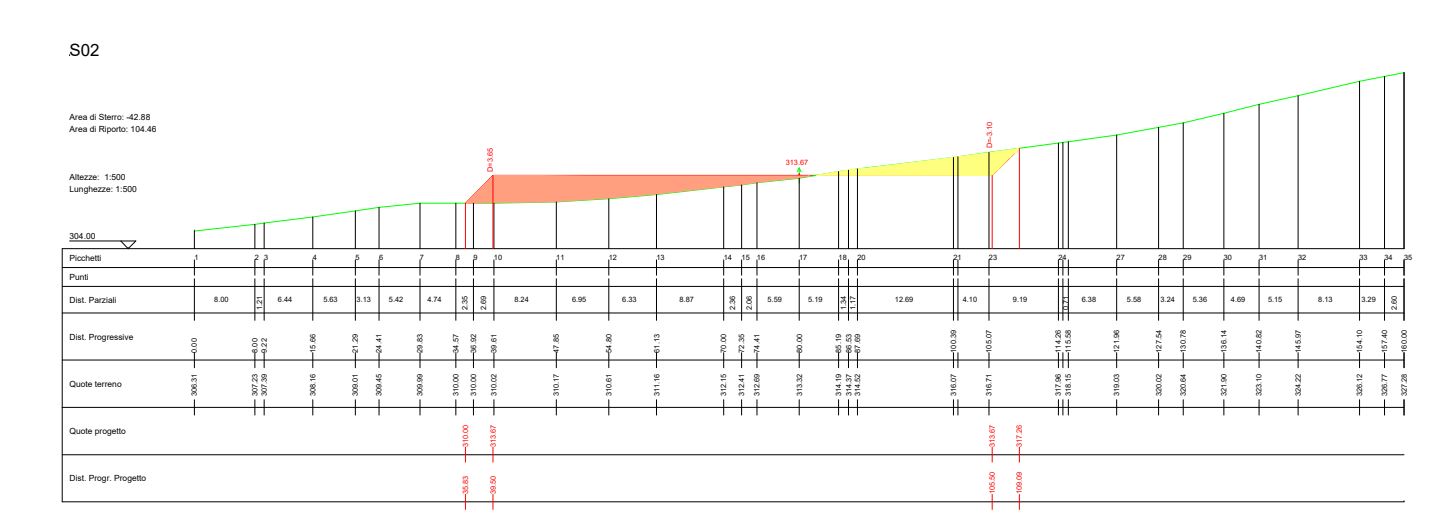 S02
Area di Sterro: -42.88
Area di Riporto: 104.46
Altezze: 1:500
Lunghezze: 1:500
304.00
D=3.65
313.67
D=-3.10
Picchetti 1 2 3 4 5 6 7 8 9 10 11 12 13 14 15 16 17 18 20 21 23 24 27 28 29 30 31 32 33 34 35
Punti
Dist. Parziali 8.00 1.21 6.44 5.63 3.13 5.42 4.74 2.35 2.69 8.24 6.95 6.33 8.87 2.36 2.06 5.59 5.19 1.34 1.17 12.69 4.10 9.19 0.71 6.38 5.58 3.24 5.36 4.69 5.15 8.13 3.29 2.60
Dist. Progressive 0.00 8.00 9.22 15.66 21.29 24.41 29.83 34.57 36.92 39.61 47.85 54.80 61.13 70.00 72.35 74.41 80.00 85.19 86.53 87.69 100.39 105.07 114.26 115.58 121.96 127.54 130.78 136.14 140.82 145.97 154.10 157.40 160.00
Quote terreno 306.31 307.23 307.39 308.16 309.01 309.45 309.99 310.00 310.00 310.02 310.17 310.61 311.16 312.15 312.41 312.69 313.32 314.19 314.37 314.52 316.07 316.71 317.96 318.15 319.03 320.02 320.64 321.90 323.10 324.22 326.12 326.77 327.28
Quote progetto 310.00 313.67 313.67 317.26
Dist. Progr. Progetto 35.83 39.50 105.50 109.09